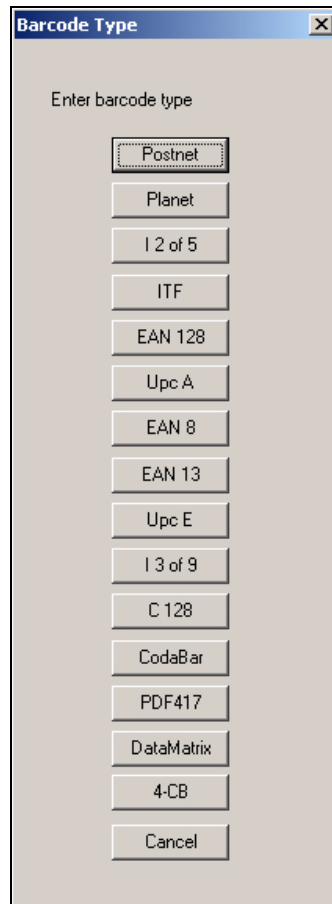 Barcode Type
Enter barcode type
Postnet
Planet
I 2 of 5
ITF
EAN 128
Upc A
EAN 8
EAN 13
Upc E
I 3 of 9
C 128
CodaBar
PDF417
DataMatrix
4-CB
Cancel